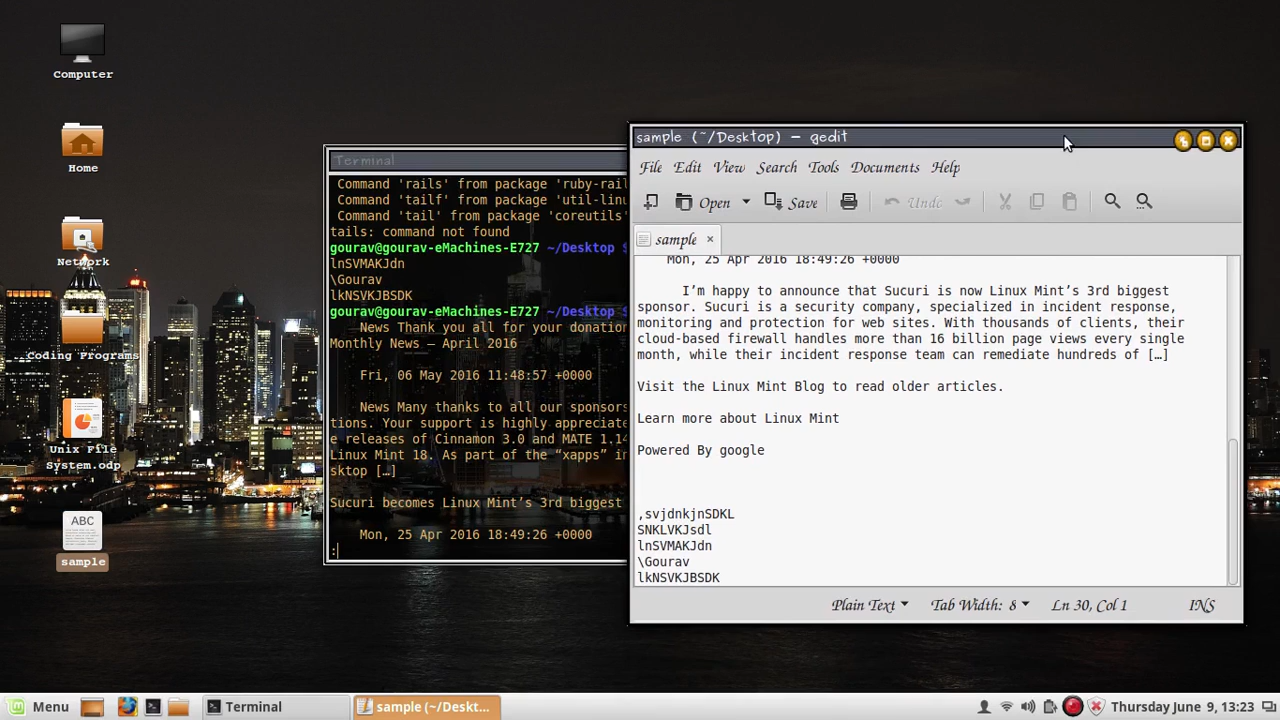 Computer
Home
Network
Coding Programs
Unix File
System.odp
ABC
sample
Terminal
Command 'rails' from package 'ruby-rail
Command 'tailf' from package 'util-linu
Command 'tail' from package 'coreutils'
tails: command not found
gourav@gourav-eMachines-E727 ~/Desktop $
lnSVMAKJdn
\Gourav
lkNSVKJBSDK
gourav@gourav-eMachines-E727 ~/Desktop $
News Thank you all for your donation
Monthly News – April 2016
Fri, 06 May 2016 11:48:57 +0000
News Many thanks to all our sponsors
tions. Your support is highly appreciate
e releases of Cinnamon 3.0 and MATE 1.14
Linux Mint 18. As part of the “xapps” in
sktop […]
Sucuri becomes Linux Mint’s 3rd biggest
Mon, 25 Apr 2016 18:49:26 +0000
:
sample (~/Desktop) - gedit
File Edit View Search Tools Documents Help
Open Save Undo
sample ×
Mon, 25 Apr 2016 18:49:26 +0000
I’m happy to announce that Sucuri is now Linux Mint’s 3rd biggest
sponsor. Sucuri is a security company, specialized in incident response,
monitoring and protection for web sites. With thousands of clients, their
cloud-based firewall handles more than 16 billion page views every single
month, while their incident response team can remediate hundreds of […]
Visit the Linux Mint Blog to read older articles.
Learn more about Linux Mint
Powered By google
,svjdnkjnSDKL
SNKLVKJsdl
lnSVMAKJdn
\Gourav
lkNSVKJBSDK
Plain Text Tab Width: 8 Ln 30, Col 1 INS
Menu Terminal sample (~/Deskt... Thursday June 9, 13:23